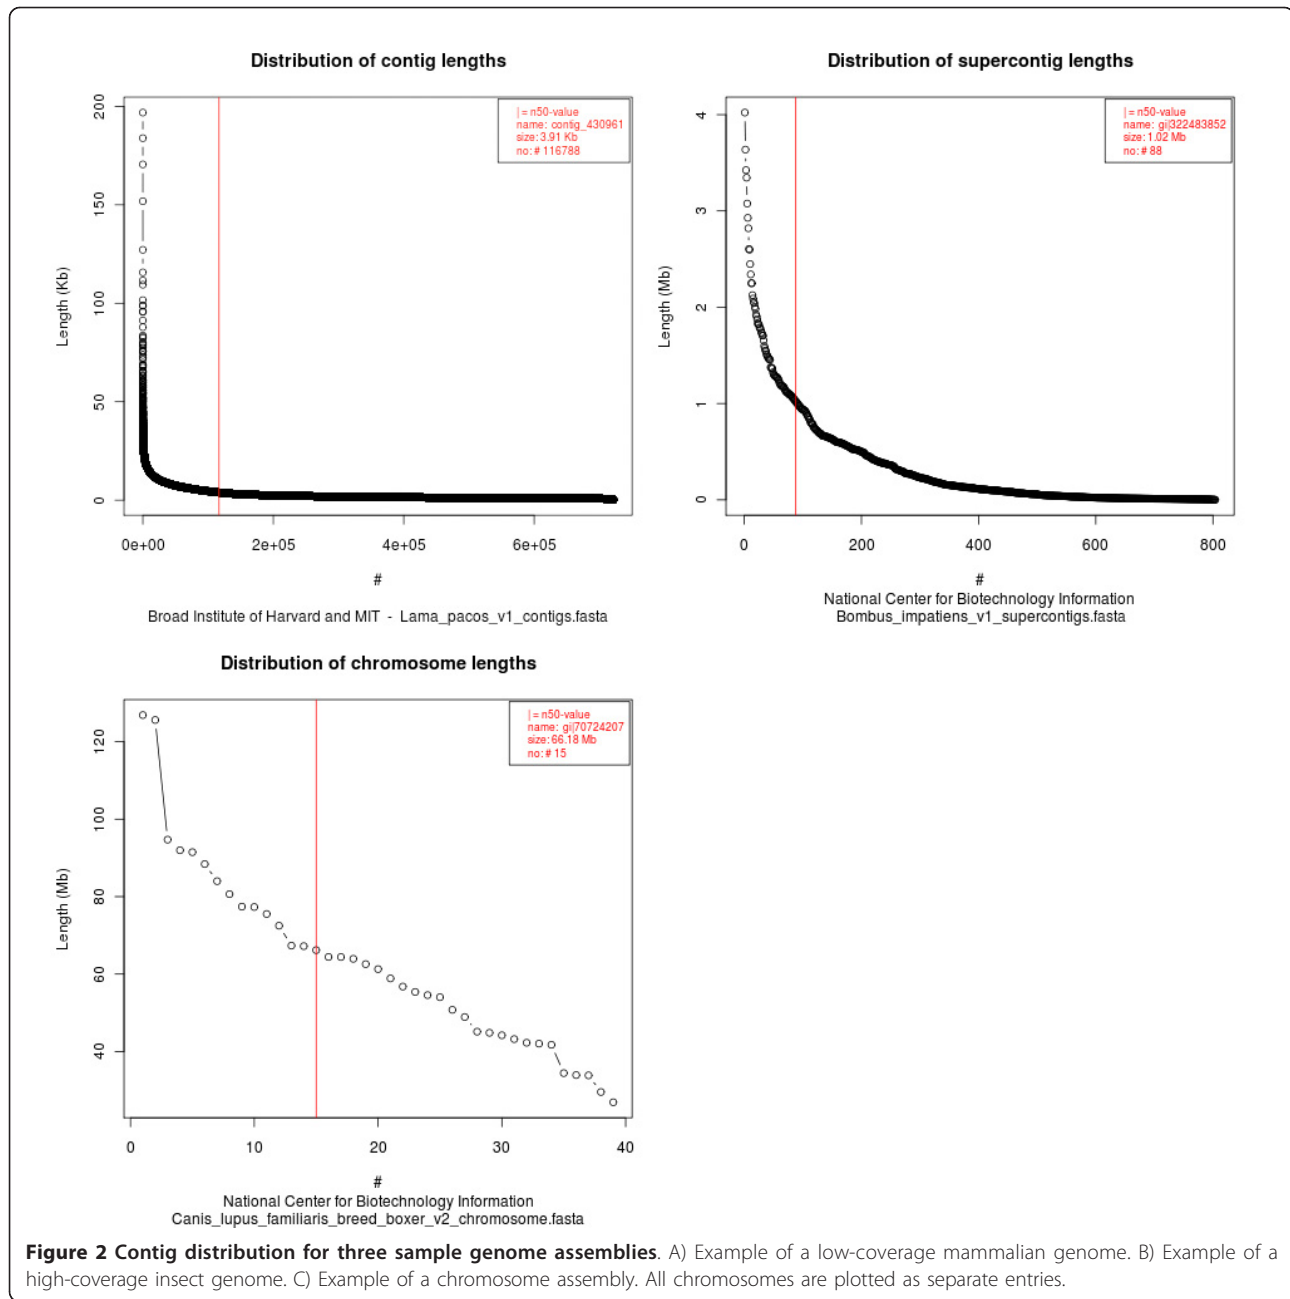 Distribution of contig lengths
| = n50-value
name: contig_430961
size: 3.91 Kb
no: # 116788
Length (Kb)
200
150
100
50
0
0e+00 2e+05 4e+05 6e+05
#
Broad Institute of Harvard and MIT - Lama_pacos_v1_contigs.fasta
Distribution of supercontig lengths
| = n50-value
name: gi|322483852
size: 1.02 Mb
no: # 88
Length (Mb)
4
3
2
1
0
0 200 400 600 800
#
National Center for Biotechnology Information
Bombus_impatiens_v1_supercontigs.fasta
Distribution of chromosome lengths
| = n50-value
name: gi|70724207
size: 66.18 Mb
no: # 15
Length (Mb)
120
100
80
60
40
0 10 20 30 40
#
National Center for Biotechnology Information
Canis_lupus_familiaris_breed_boxer_v2_chromosome.fasta
Figure 2 Contig distribution for three sample genome assemblies. A) Example of a low-coverage mammalian genome. B) Example of a
high-coverage insect genome. C) Example of a chromosome assembly. All chromosomes are plotted as separate entries.